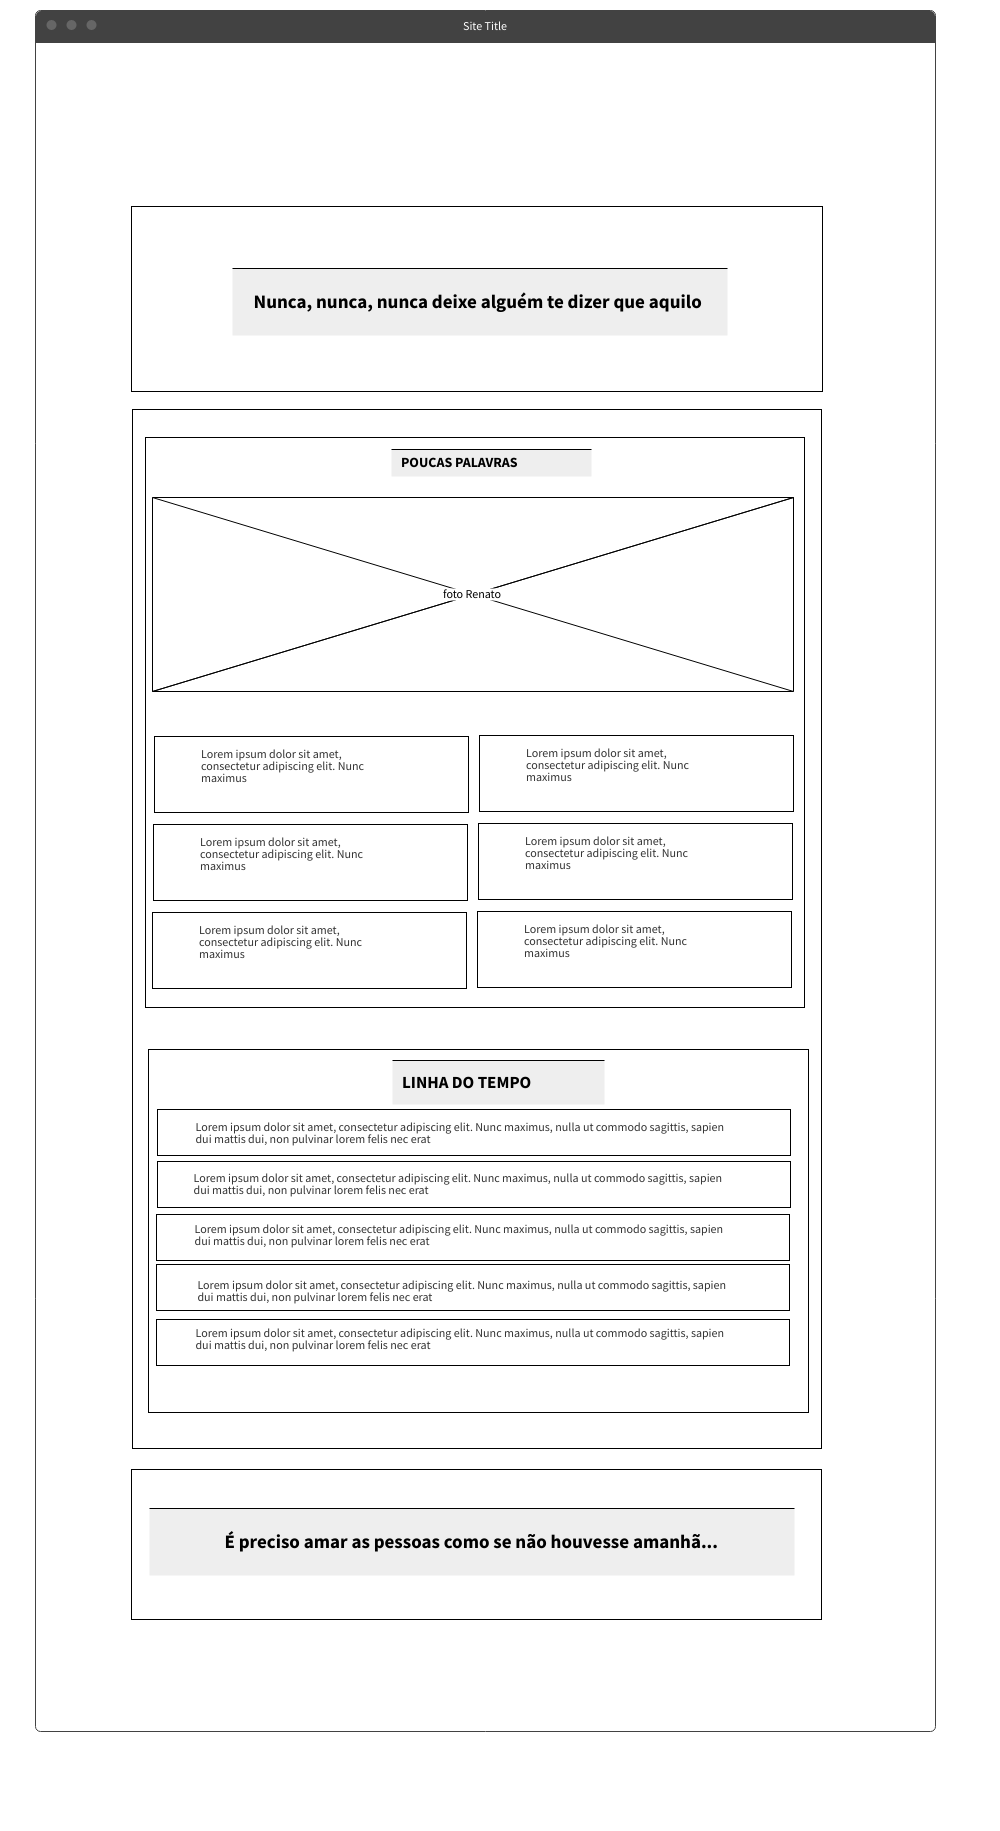 Site Title
Nunca, nunca, nunca deixe alguém te dizer que aquilo
POUCAS PALAVRAS
foto Renato
Lorem ipsum dolor sit amet,
consectetur adipiscing elit. Nunc
maximus
Lorem ipsum dolor sit amet,
consectetur adipiscing elit. Nunc
maximus
Lorem ipsum dolor sit amet,
consectetur adipiscing elit. Nunc
maximus
Lorem ipsum dolor sit amet,
consectetur adipiscing elit. Nunc
maximus
Lorem ipsum dolor sit amet,
consectetur adipiscing elit. Nunc
maximus
Lorem ipsum dolor sit amet,
consectetur adipiscing elit. Nunc
maximus
LINHA DO TEMPO
Lorem ipsum dolor sit amet, consectetur adipiscing elit. Nunc maximus, nulla ut commodo sagittis, sapien
dui mattis dui, non pulvinar lorem felis nec erat
Lorem ipsum dolor sit amet, consectetur adipiscing elit. Nunc maximus, nulla ut commodo sagittis, sapien
dui mattis dui, non pulvinar lorem felis nec erat
Lorem ipsum dolor sit amet, consectetur adipiscing elit. Nunc maximus, nulla ut commodo sagittis, sapien
dui mattis dui, non pulvinar lorem felis nec erat
Lorem ipsum dolor sit amet, consectetur adipiscing elit. Nunc maximus, nulla ut commodo sagittis, sapien
dui mattis dui, non pulvinar lorem felis nec erat
Lorem ipsum dolor sit amet, consectetur adipiscing elit. Nunc maximus, nulla ut commodo sagittis, sapien
dui mattis dui, non pulvinar lorem felis nec erat
É preciso amar as pessoas como se não houvesse amanhã...